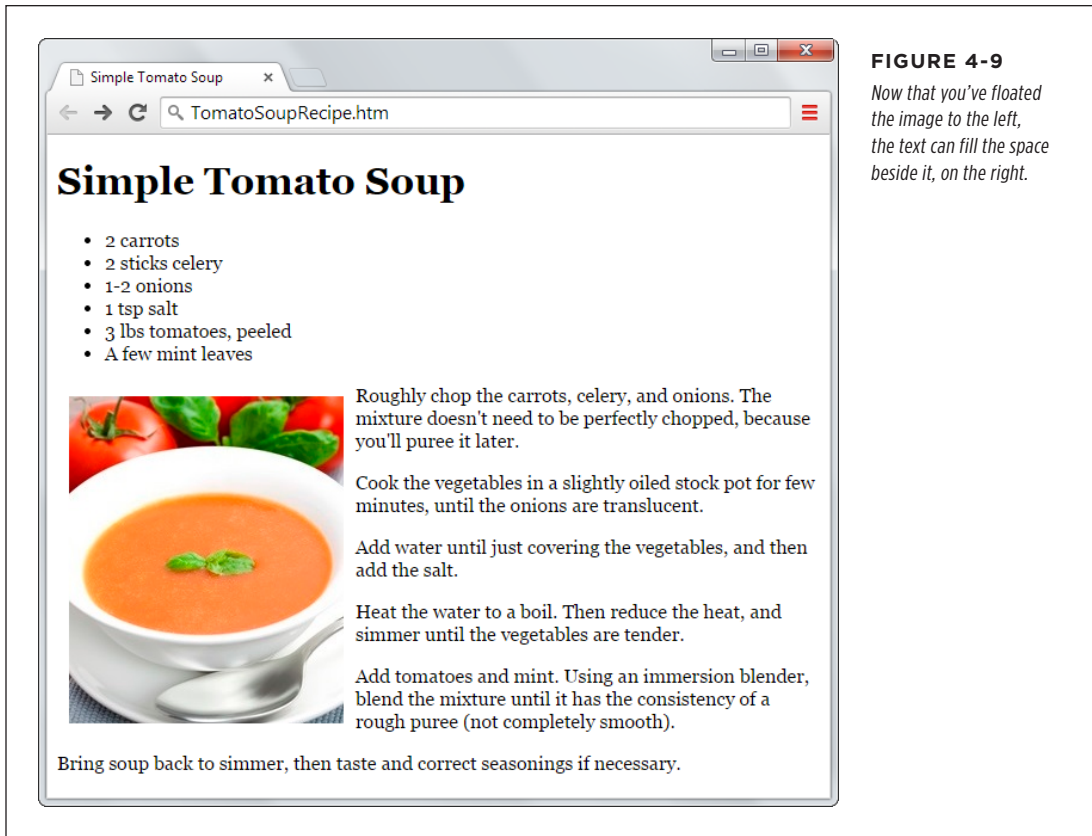 Simple Tomato Soup
TomatoSoupRecipe.htm
Simple Tomato Soup
• 2 carrots
• 2 sticks celery
• 1-2 onions
• 1 tsp salt
• 3 lbs tomatoes, peeled
• A few mint leaves
Roughly chop the carrots, celery, and onions. The
mixture doesn't need to be perfectly chopped, because
you'll puree it later.
Cook the vegetables in a slightly oiled stock pot for few
minutes, until the onions are translucent.
Add water until just covering the vegetables, and then
add the salt.
Heat the water to a boil. Then reduce the heat, and
simmer until the vegetables are tender.
Add tomatoes and mint. Using an immersion blender,
blend the mixture until it has the consistency of a
rough puree (not completely smooth).
Bring soup back to simmer, then taste and correct seasonings if necessary.
FIGURE 4-9
Now that you’ve floated
the image to the left,
the text can fill the space
beside it, on the right.